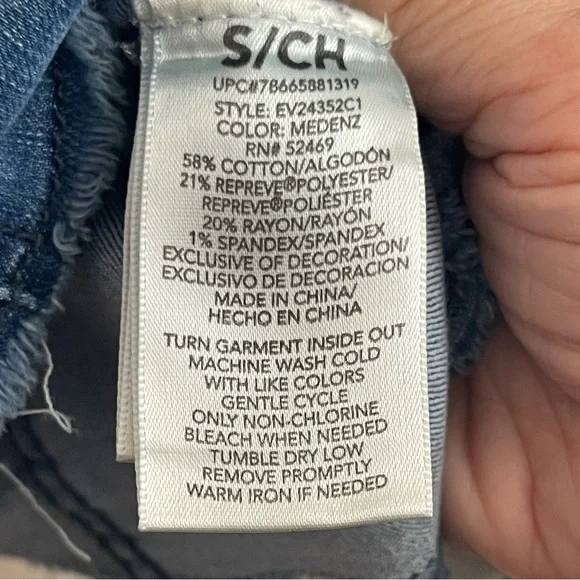 S/CH
UPC#78665881319
STYLE: EV24352C1
COLOR: MEDENZ
RN# 52469
58% COTTON/ALGODÓN
21% REPREVE®POLYESTER/
REPREVE®POLIÉSTER
20% RAYON/RAYÓN
1% SPANDEX/SPANDEX
EXCLUSIVE OF DECORATION/
EXCLUSIVO DE DECORACION
MADE IN CHINA/
HECHO EN CHINA
TURN GARMENT INSIDE OUT
MACHINE WASH COLD
WITH LIKE COLORS
GENTLE CYCLE
ONLY NON-CHLORINE
BLEACH WHEN NEEDED
TUMBLE DRY LOW
REMOVE PROMPTLY
WARM IRON IF NEEDED